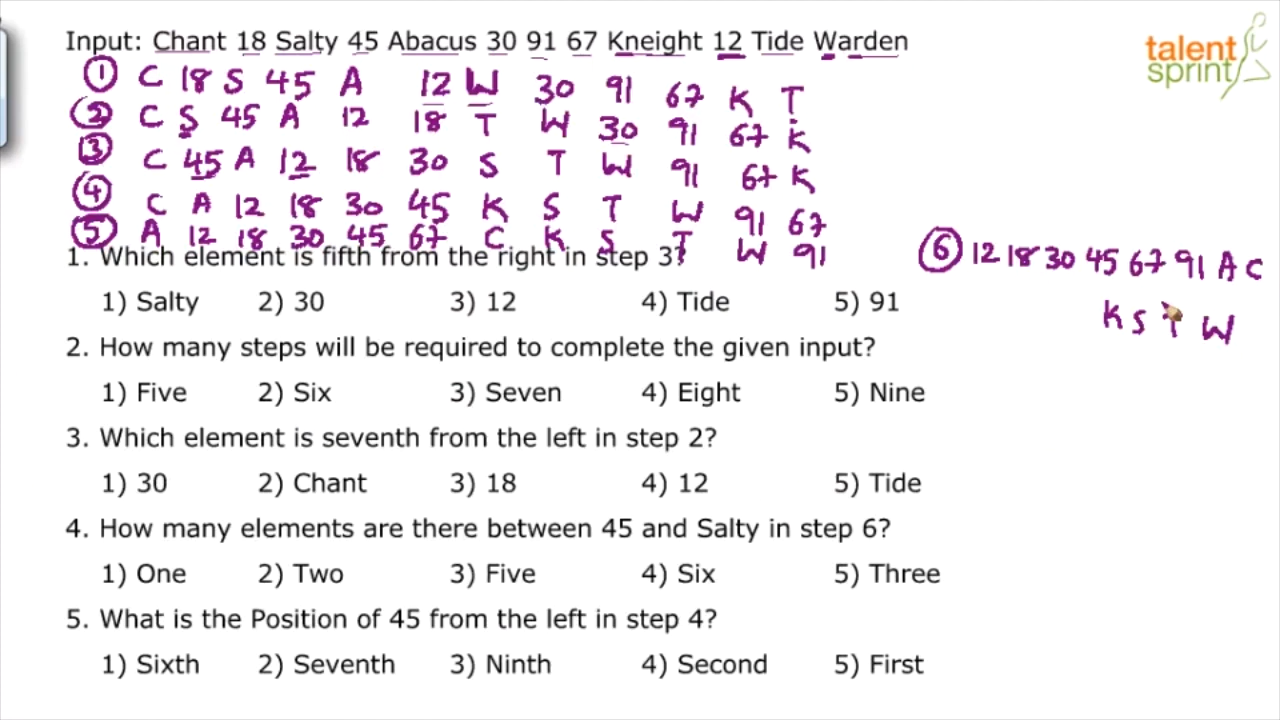 Input: Chant 18 Salty 45 Abacus 30 91 67 Kneight 12 Tide Warden
talent
sprint
① C 18 S 45 A 12 W 30 91 67 K T
② C S 45 A 12 18 T W 30 91 67 K
③ C 45 A 12 18 30 S T W 91 67 K
④ C A 12 18 30 45 K S T W 91 67
⑤ A 12 18 30 45 67 C K S T W 91
⑥ 12 18 30 45 67 91 A C
K S T W
1. Which element is fifth from the right in step 3?
1) Salty 2) 30 3) 12 4) Tide 5) 91
2. How many steps will be required to complete the given input?
1) Five 2) Six 3) Seven 4) Eight 5) Nine
3. Which element is seventh from the left in step 2?
1) 30 2) Chant 3) 18 4) 12 5) Tide
4. How many elements are there between 45 and Salty in step 6?
1) One 2) Two 3) Five 4) Six 5) Three
5. What is the Position of 45 from the left in step 4?
1) Sixth 2) Seventh 3) Ninth 4) Second 5) First